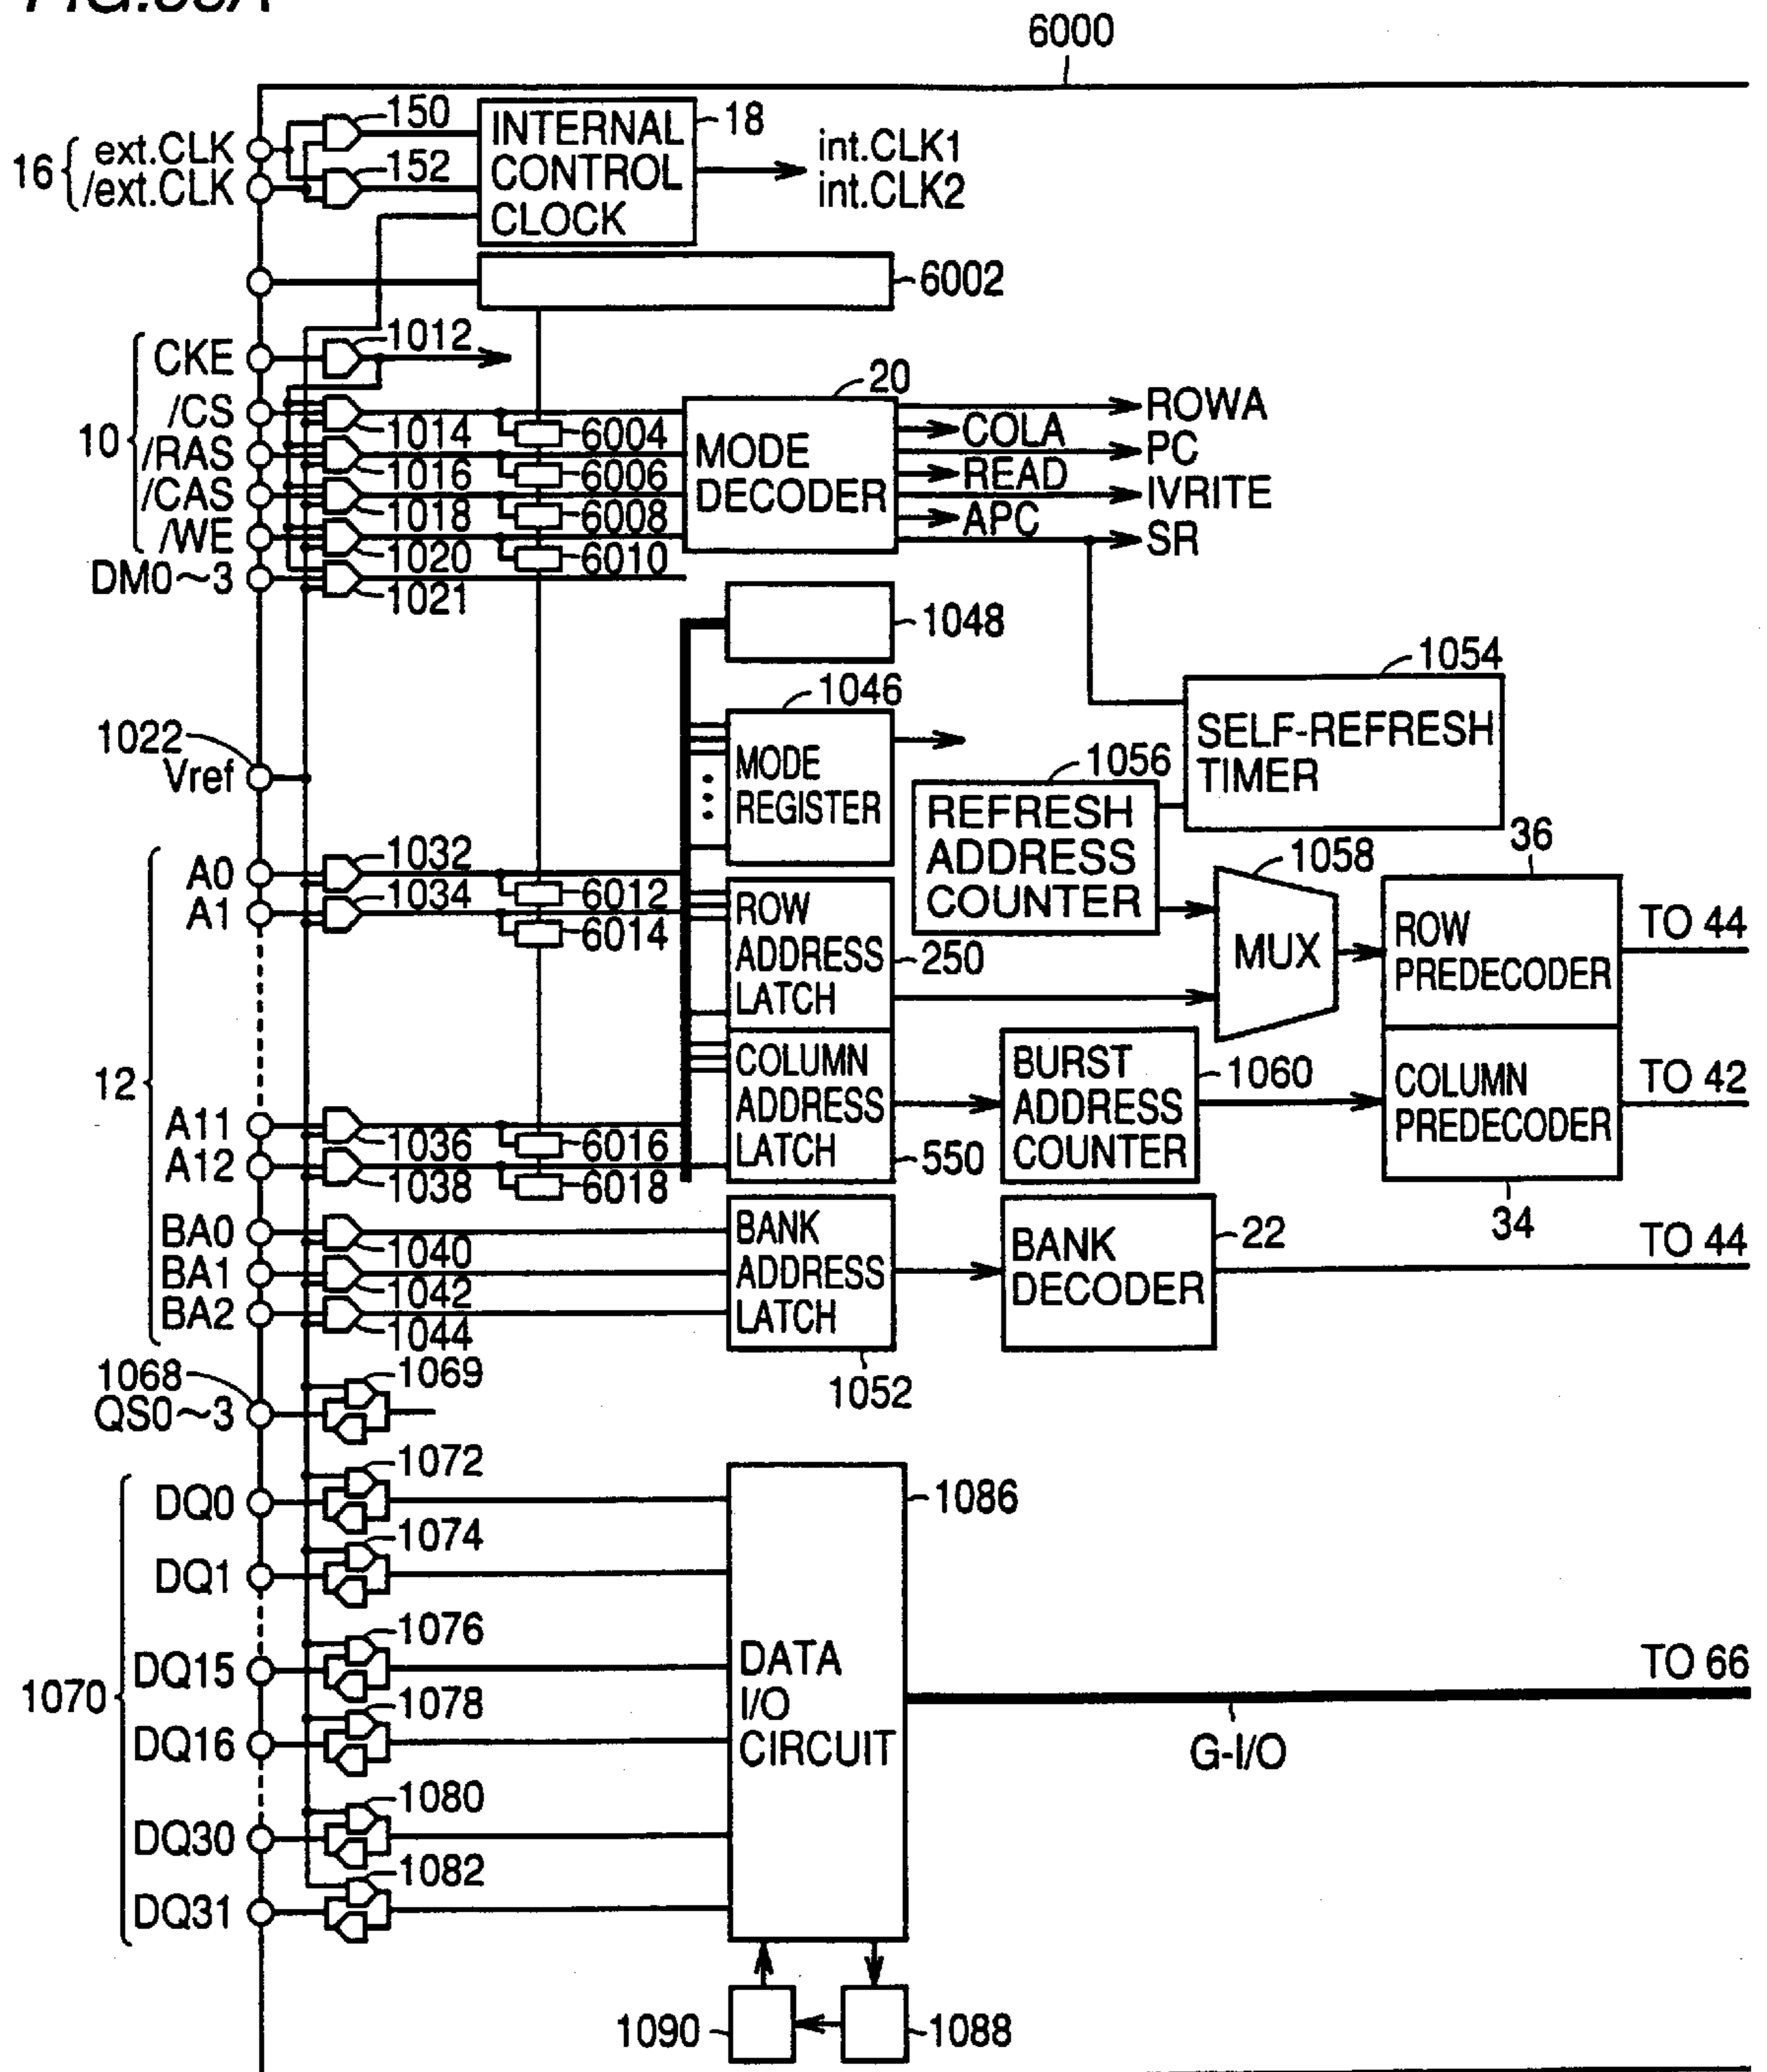 6000
150
ext.CLK
16
/ext.CLK
152
INTERNAL
CONTROL
CLOCK
18
int.CLK1
int.CLK2
6002
10
CKE
1012
/CS
1014
6004
/RAS
1016
6006
/CAS
1018
6008
/WE
1020
6010
DM0~3
1021
20
MODE
DECODER
ROWA
COLA
PC
READ
IVRITE
APC
SR
1048
1046
MODE
REGISTER
1054
SELF-REFRESH
TIMER
1022
Vref
1056
REFRESH
ADDRESS
COUNTER
12
A0
1032
6012
A1
1034
6014
ROW
ADDRESS
LATCH
250
1058
MUX
36
ROW
PREDECODER
TO 44
COLUMN
ADDRESS
LATCH
550
BURST
ADDRESS
COUNTER
1060
COLUMN
PREDECODER
34
TO 42
A11
1036
6016
A12
1038
6018
BA0
1040
BA1
1042
BA2
1044
BANK
ADDRESS
LATCH
1052
BANK
DECODER
22
TO 44
1068
QS0~3
1069
1070
DQ0
1072
DQ1
1074
DQ15
1076
DQ16
1078
DQ30
1080
DQ31
1082
DATA
I/O
CIRCUIT
1086
G-I/O
TO 66
1090
1088